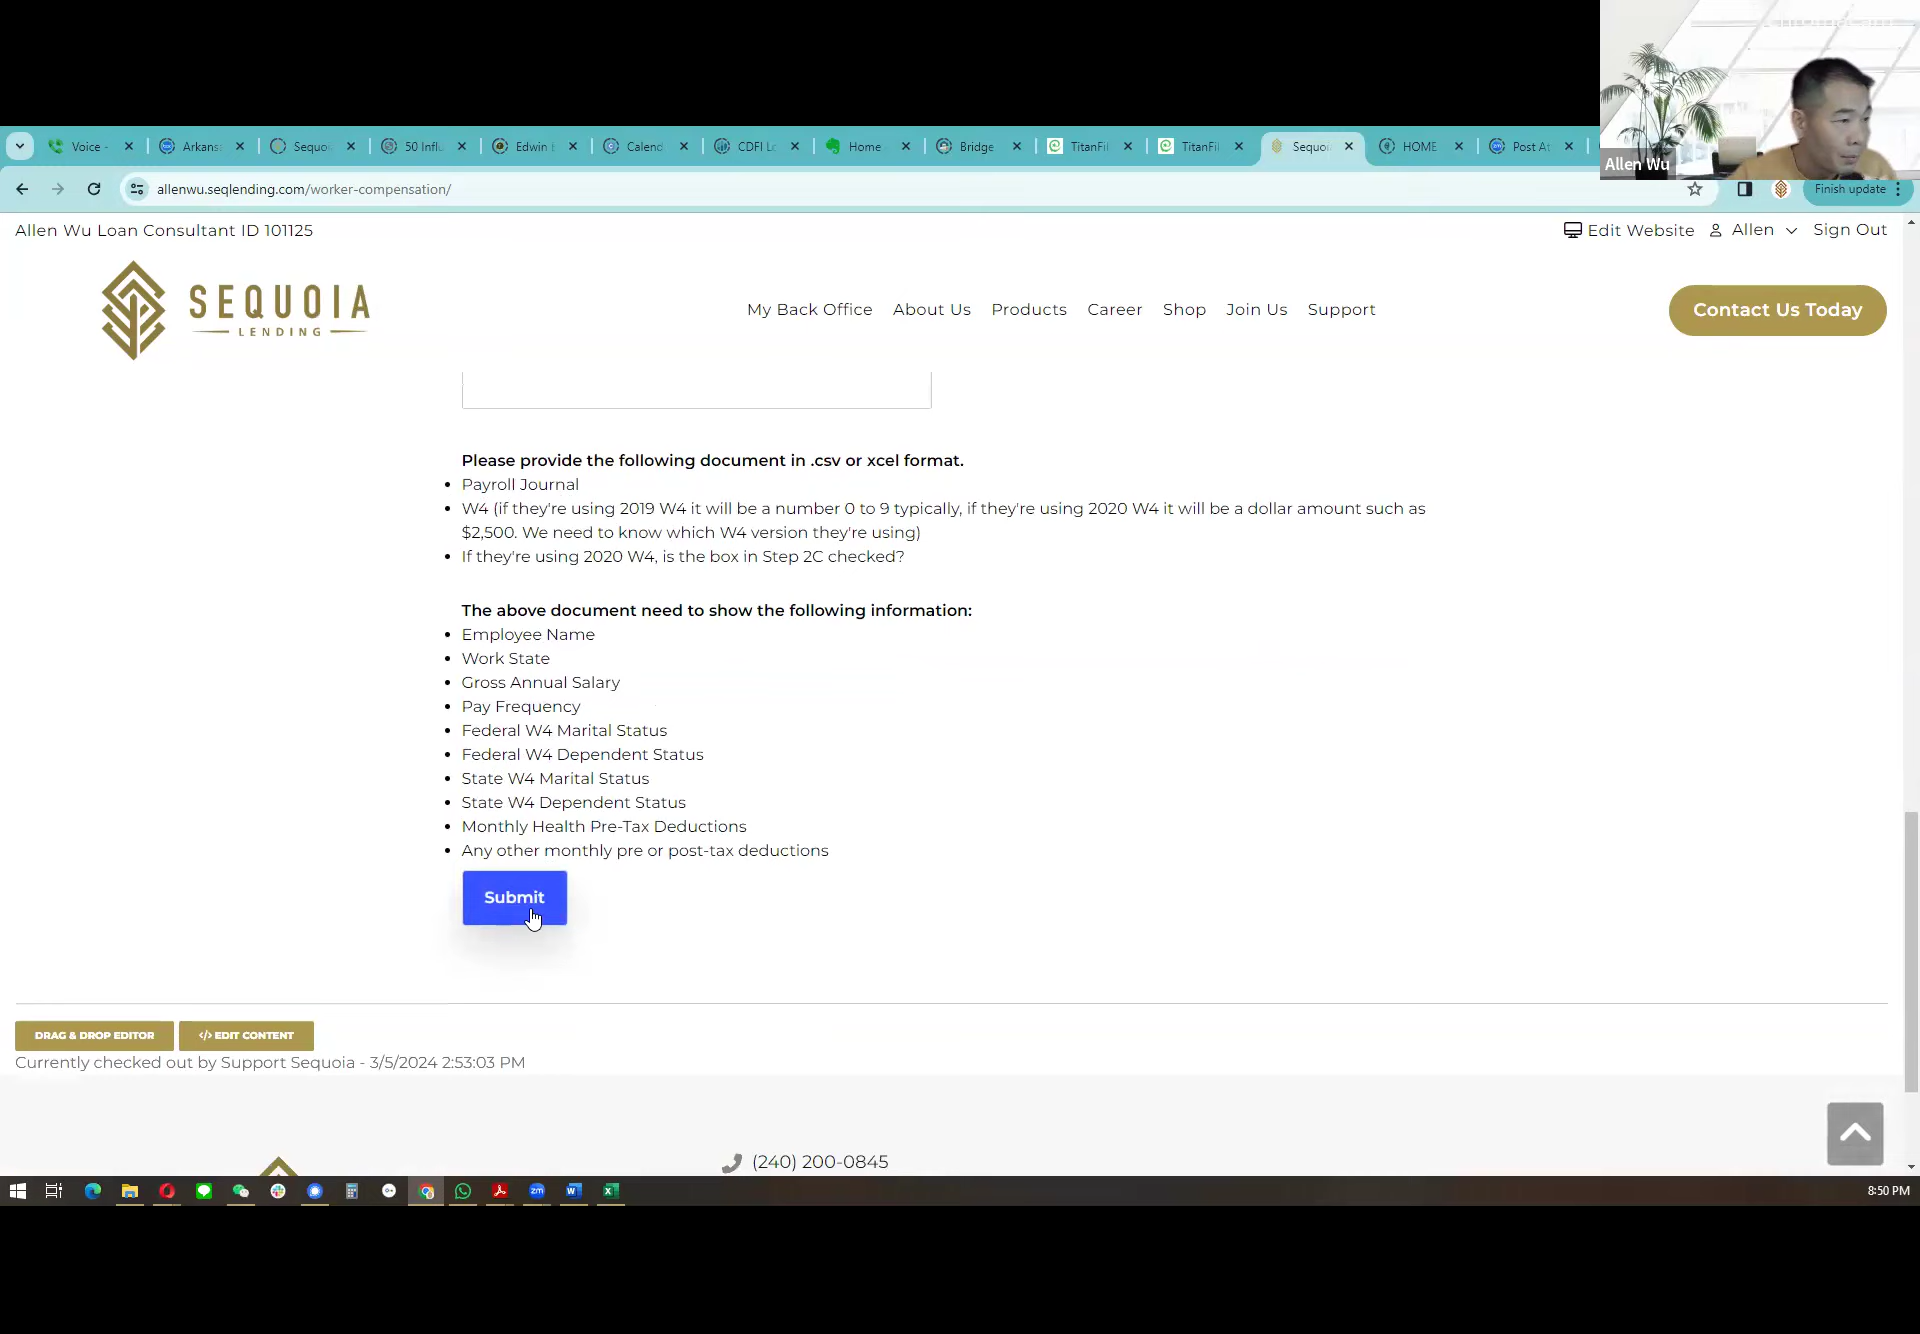 Allen Wu
Voice -
Arkans
Sequoi
50 Influ
Edwin
Calend
CDFI Lo
Home
Bridge
TitanFil
TitanFil
Sequoi
HOME
Post At
allenwu.seqlending.com/worker-compensation/
Finish update
Allen Wu Loan Consultant ID 101125
Edit Website
Allen
Sign Out
SEQUOIA
LENDING
My Back Office
About Us
Products
Career
Shop
Join Us
Support
Contact Us Today
Please provide the following document in .csv or xcel format.
• Payroll Journal
• W4 (if they're using 2019 W4 it will be a number 0 to 9 typically, if they're using 2020 W4 it will be a dollar amount such as
$2,500. We need to know which W4 version they're using)
• If they're using 2020 W4, is the box in Step 2C checked?
The above document need to show the following information:
• Employee Name
• Work State
• Gross Annual Salary
• Pay Frequency
• Federal W4 Marital Status
• Federal W4 Dependent Status
• State W4 Marital Status
• State W4 Dependent Status
• Monthly Health Pre-Tax Deductions
• Any other monthly pre or post-tax deductions
Submit
DRAG & DROP EDITOR
</> EDIT CONTENT
Currently checked out by Support Sequoia - 3/5/2024 2:53:03 PM
(240) 200-0845
8:50 PM